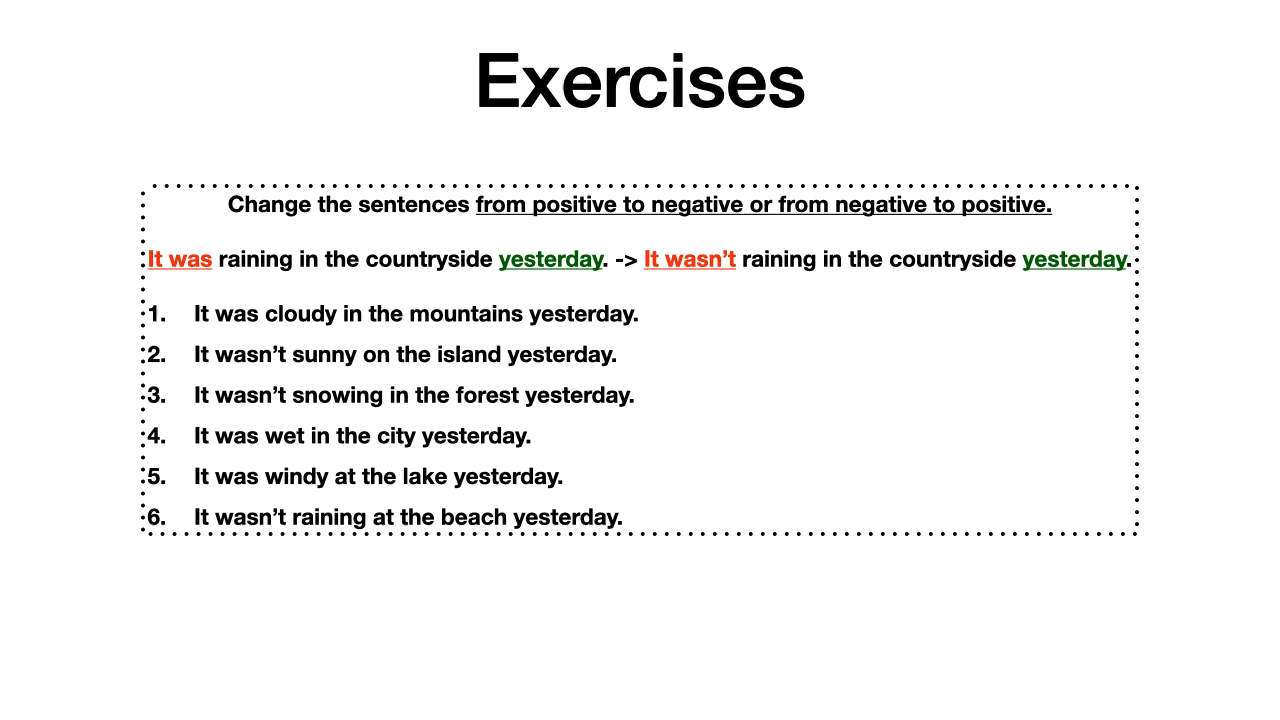 Exercises
Change the sentences from positive to negative or from negative to positive.
It was raining in the countryside yesterday. -> It wasn’t raining in the countryside yesterday.
1. It was cloudy in the mountains yesterday.
2. It wasn’t sunny on the island yesterday.
3. It wasn’t snowing in the forest yesterday.
4. It was wet in the city yesterday.
5. It was windy at the lake yesterday.
6. It wasn’t raining at the beach yesterday.